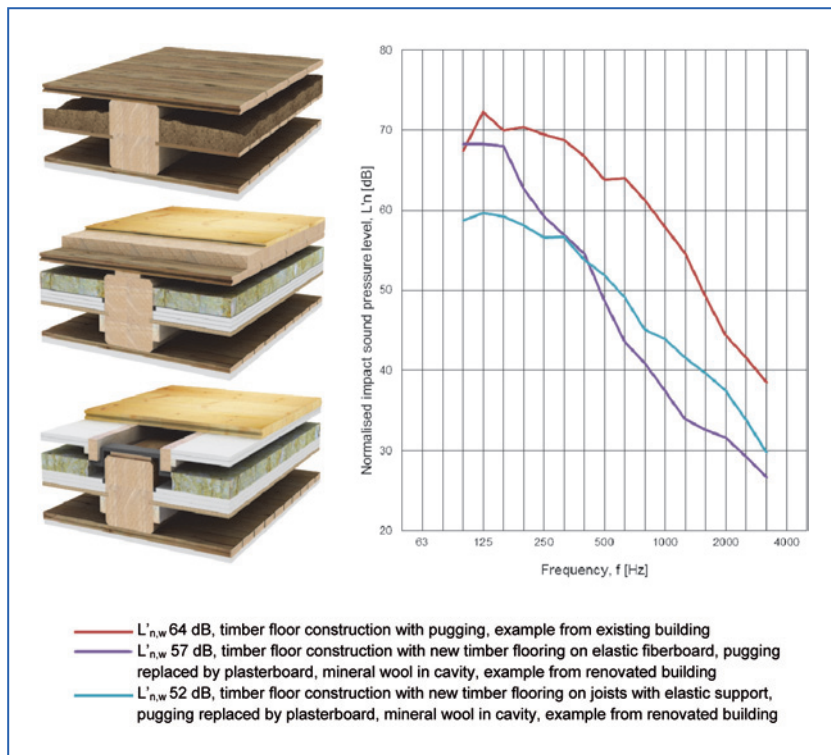 80
70
60
50
40
30
20
Normalised impact sound pressure level, L'n [dB]
63 125 250 500 1000 2000 4000
Frequency, f [Hz]
L'n,w 64 dB, timber floor construction with pugging, example from existing building
L'n,w 57 dB, timber floor construction with new timber flooring on elastic fiberboard, pugging
replaced by plasterboard, mineral wool in cavity, example from renovated building
L'n,w 52 dB, timber floor construction with new timber flooring on joists with elastic support,
pugging replaced by plasterboard, mineral wool in cavity, example from renovated building